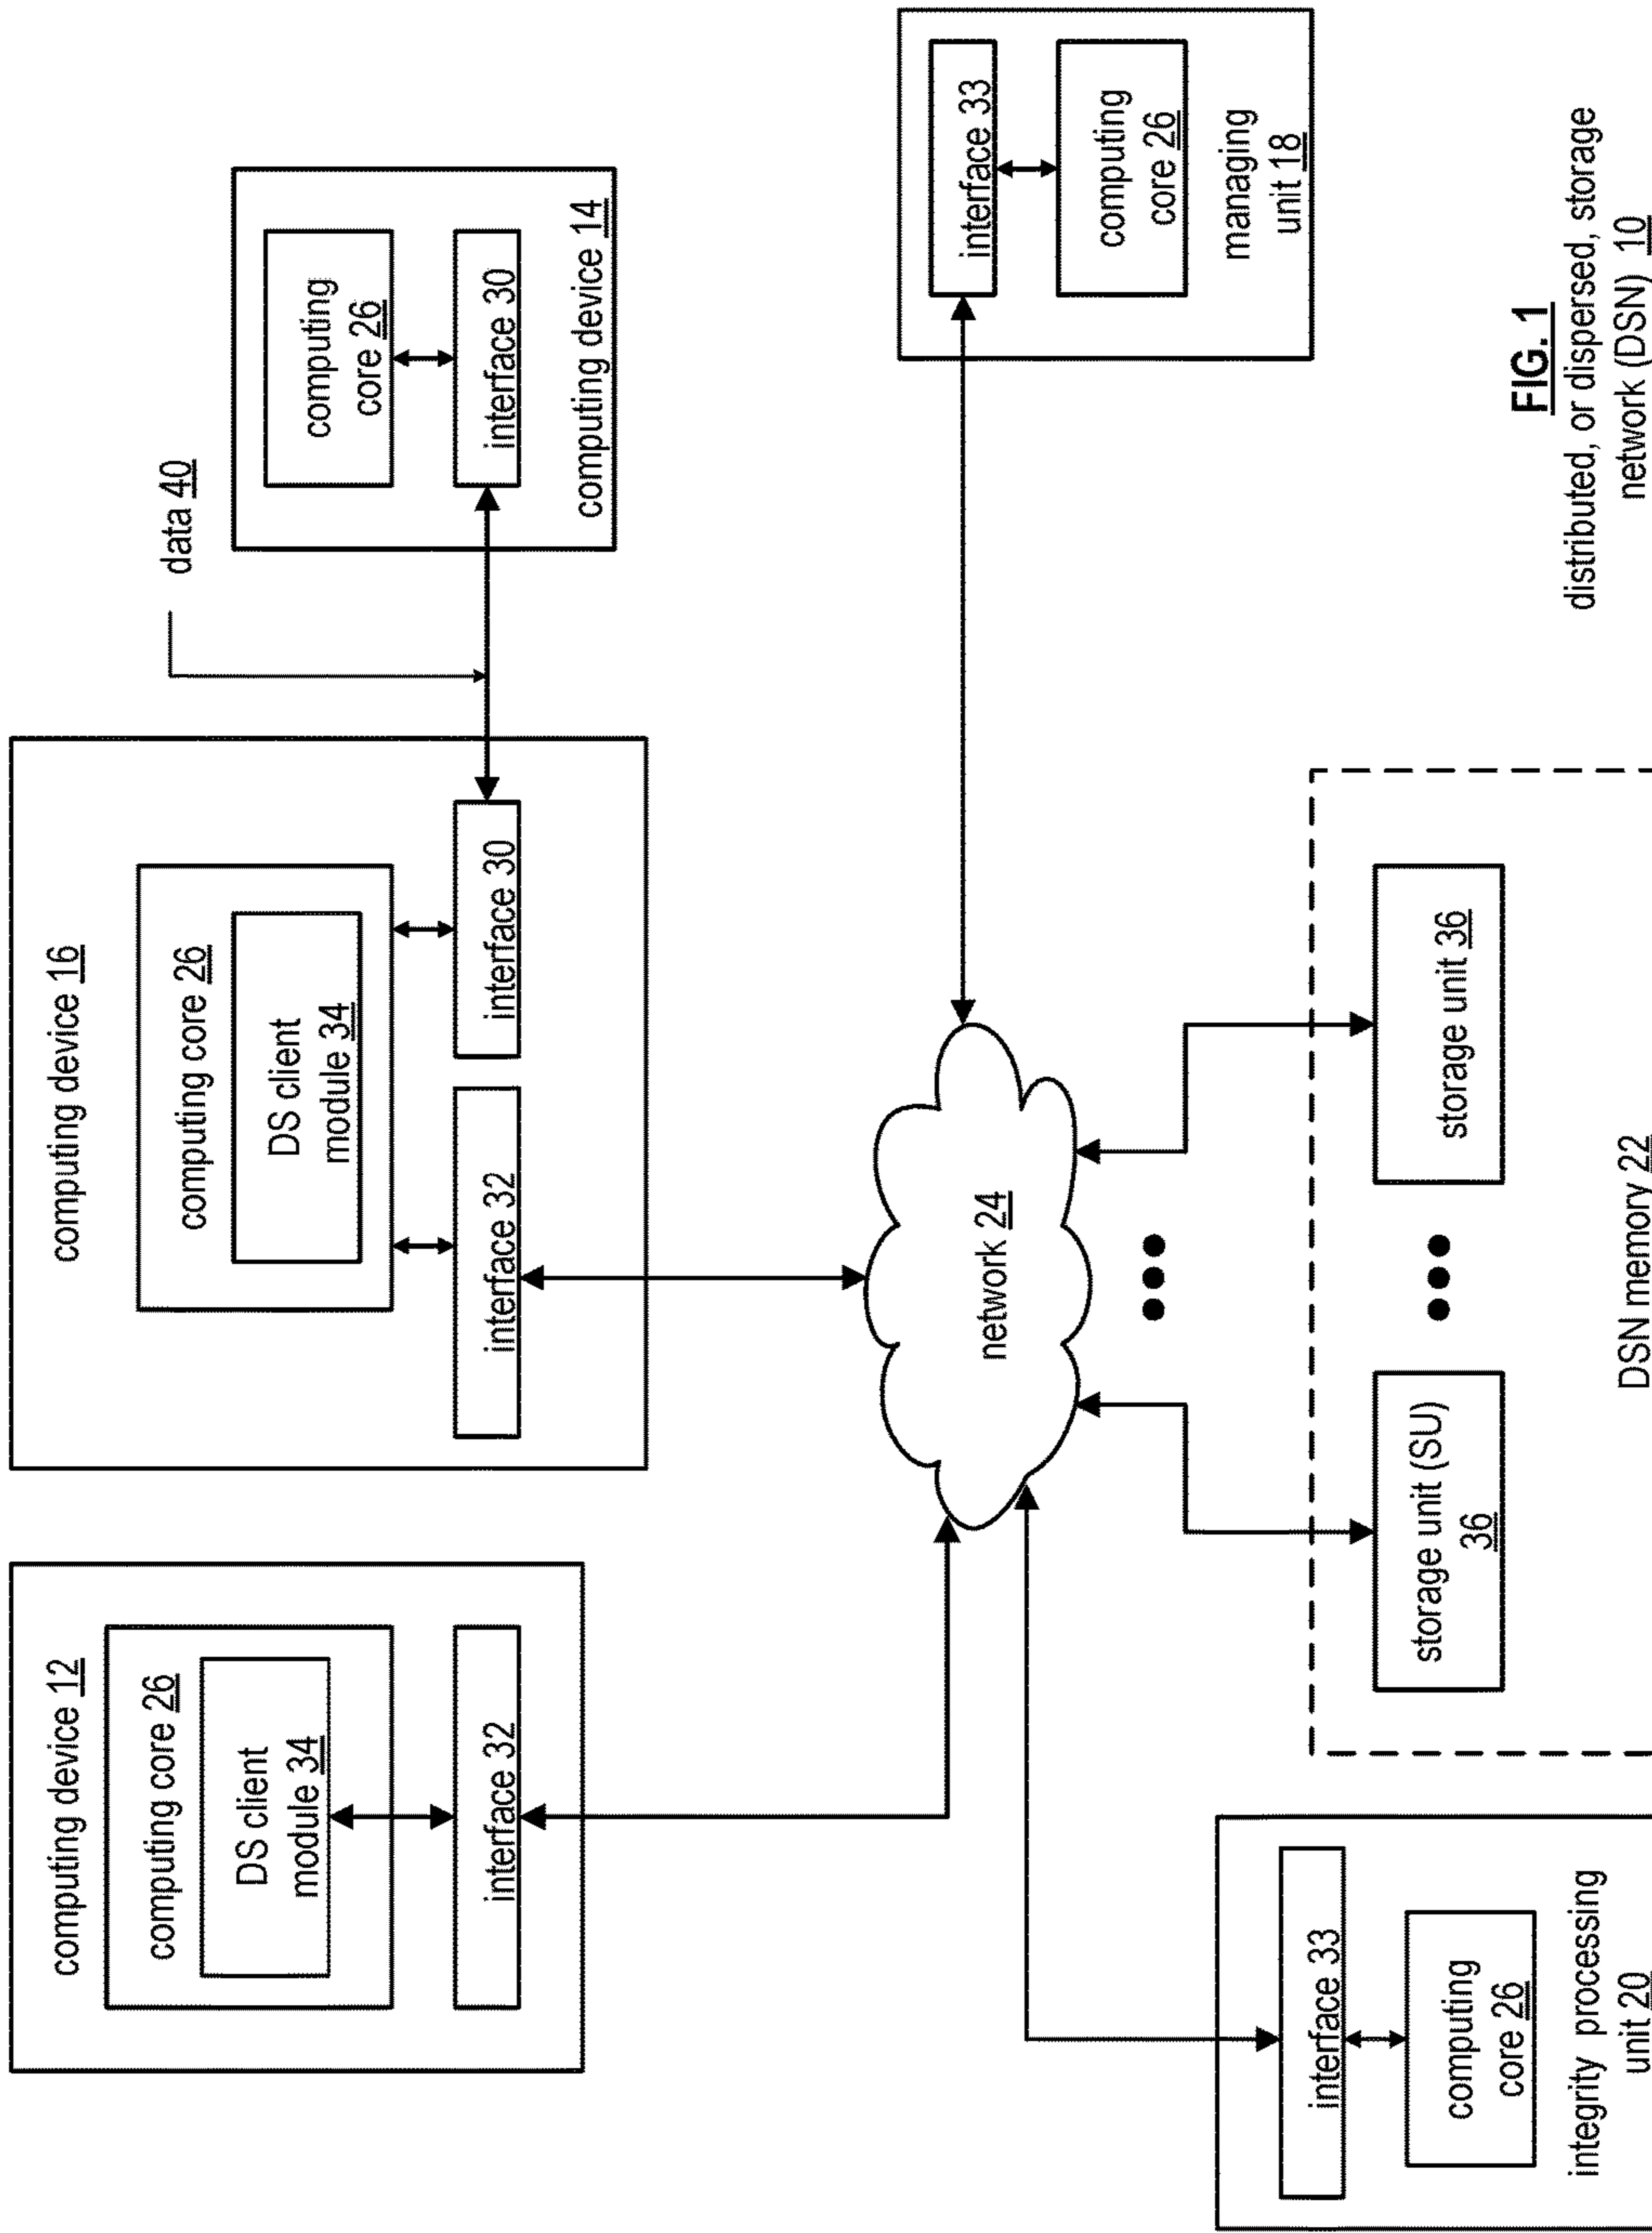 computing device 12
computing core 26
DS client
module 34
interface 32
computing device 16
computing core 26
DS client
module 34
interface 32
interface 30
data 40
computing
core 26
interface 30
computing device 14
network 24
interface 33
computing
core 26
managing
unit 18
interface 33
computing
core 26
integrity processing
unit 20
storage unit (SU)
36
storage unit 36
DSN memory 22
FIG. 1
distributed, or dispersed, storage
network (DSN) 10